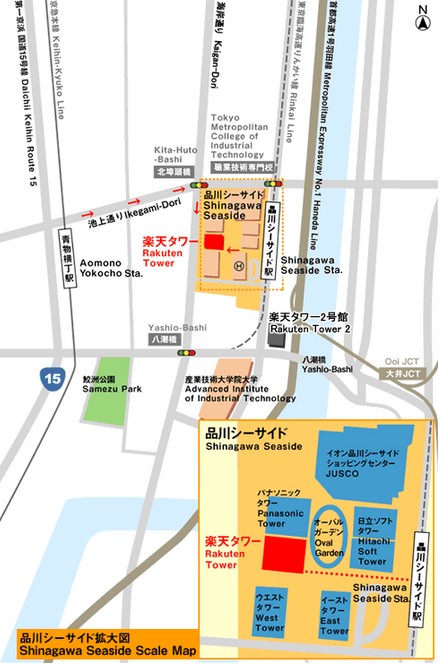 第一京浜 国道15号線 Daiichi Keihin Route 15
京急本線 Keihin-Kyuko Line
海岸通り Kaigan-Dori
東京臨海高速りんかい線 Rinkai Line
首都高速1号羽田線 Metropolitan Expressway No.1 Haneda Line
N
Tokyo
Metropolitan
College of
Industrial
Technology
職業技術専門校
Kita-Huto
-Bashi
北埠頭橋
池上通り Ikegami-Dori
品川シーサイド
Shinagawa
Seaside
楽天タワー
Rakuten
Tower
H
品川シーサイド駅
Shinagawa
Seaside Sta.
青物横丁駅
Aomono
Yokocho Sta.
楽天タワー2号館
Rakuten Tower 2
Yashio-Bashi
八潮橋
八潮橋
Yashio-Bashi
Ooi JCT
大井JCT
15
鮫洲公園
Samezu Park
産業技術大学院大学
Advanced Institute
of Industrial Technology
品川シーサイド
Shinagawa
Seaside
イオン品川シーサイド
ショッピングセンター
JUSCO
パナソニック
タワー
Panasonic
Tower
オーバル
ガーデン
Oval
Garden
日立ソフト
タワー
Hitachi
Soft
Tower
楽天タワー
Rakuten
Tower
品川シーサイド駅
Shinagawa
Seaside Sta.
ウエスト
タワー
West
Tower
イースト
タワー
East
Tower
品川シーサイド拡大図
Shinagawa Seaside Scale Map